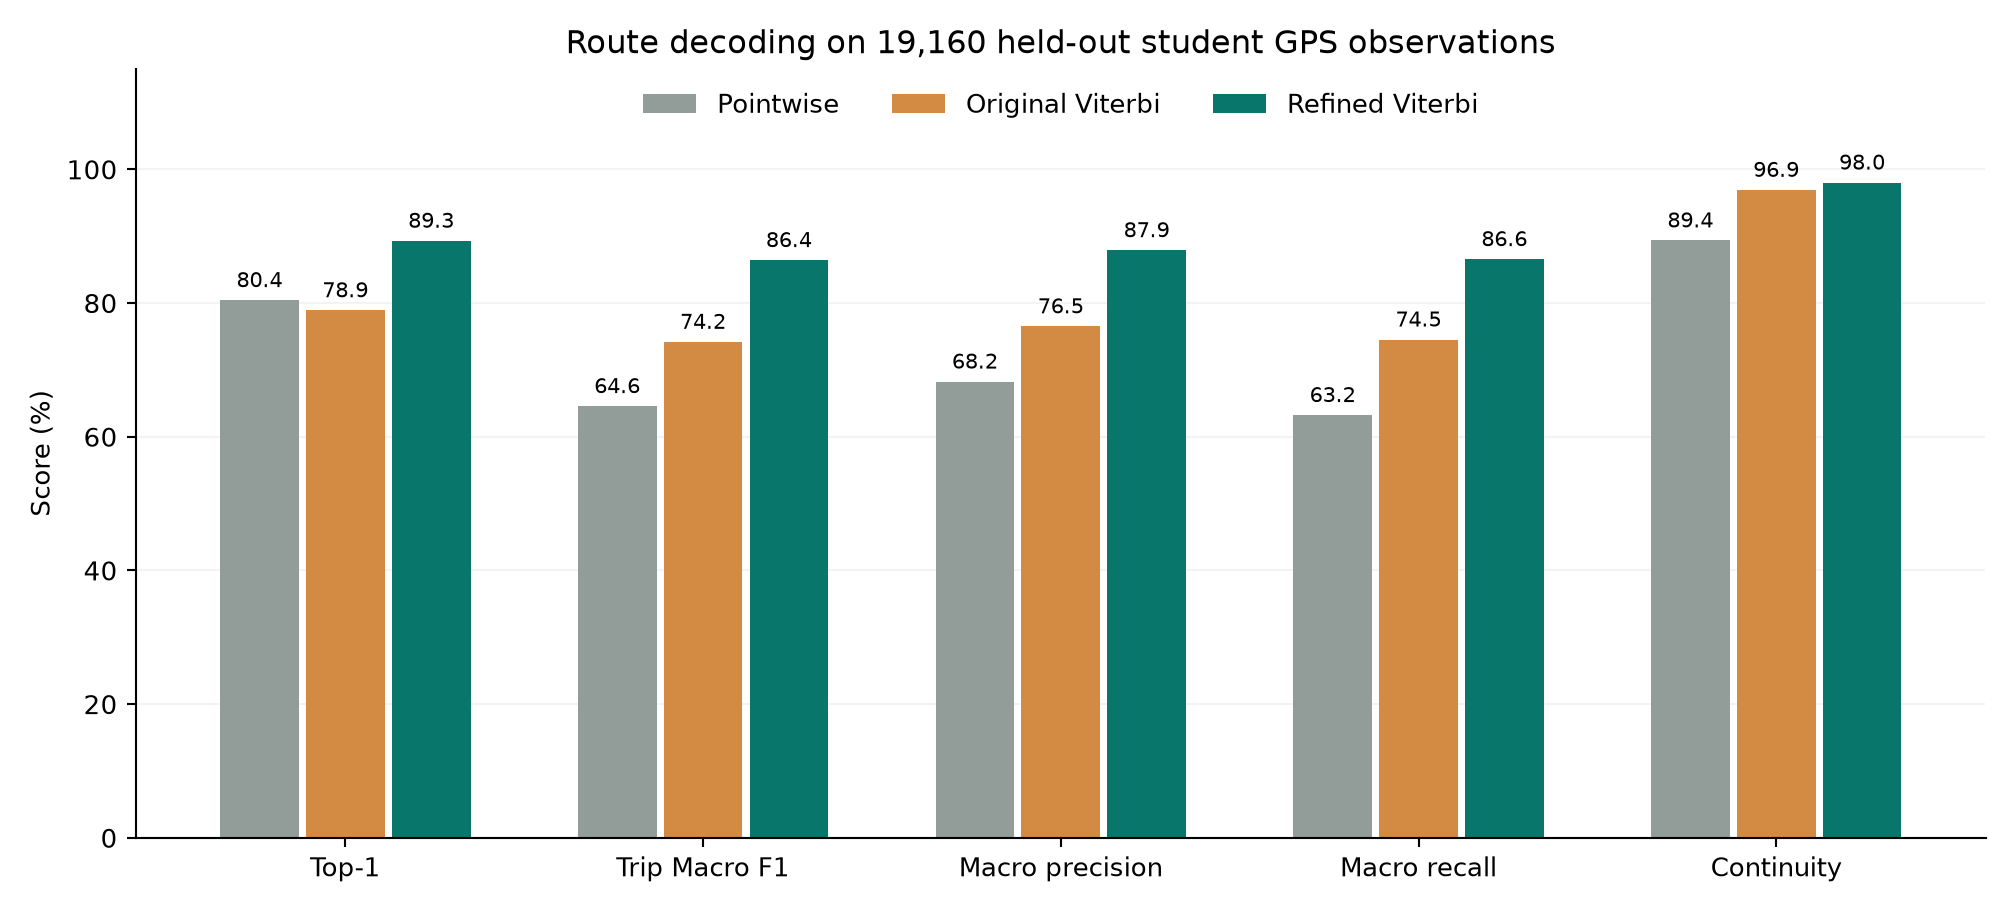 Route decoding on 19,160 held-out student GPS observations
Pointwise Original Viterbi Refined Viterbi
Score (%)
100
80
60
40
20
0
80.4 78.9 89.3
64.6 74.2 86.4
68.2 76.5 87.9
63.2 74.5 86.6
89.4 96.9 98.0
Top-1 Trip Macro F1 Macro precision Macro recall Continuity